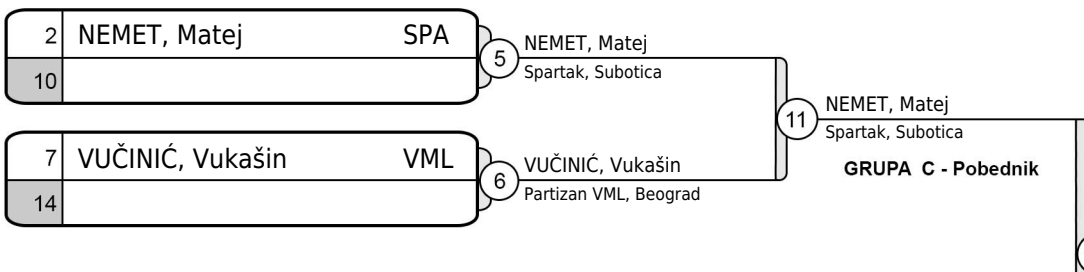 2 NEMET, Matej SPA
10
5
NEMET, Matej
Spartak, Subotica
7 VUČINIĆ, Vukašin VML
14
6
VUČINIĆ, Vukašin
Partizan VML, Beograd
11
NEMET, Matej
Spartak, Subotica
GRUPA C - Pobednik